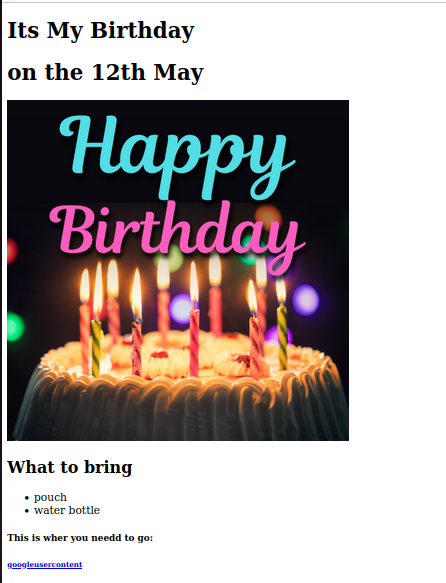 Its My Birthday
on the 12th May
Happy
Birthday
What to bring
pouch
water bottle
This is wher you needd to go:
googleusercontent